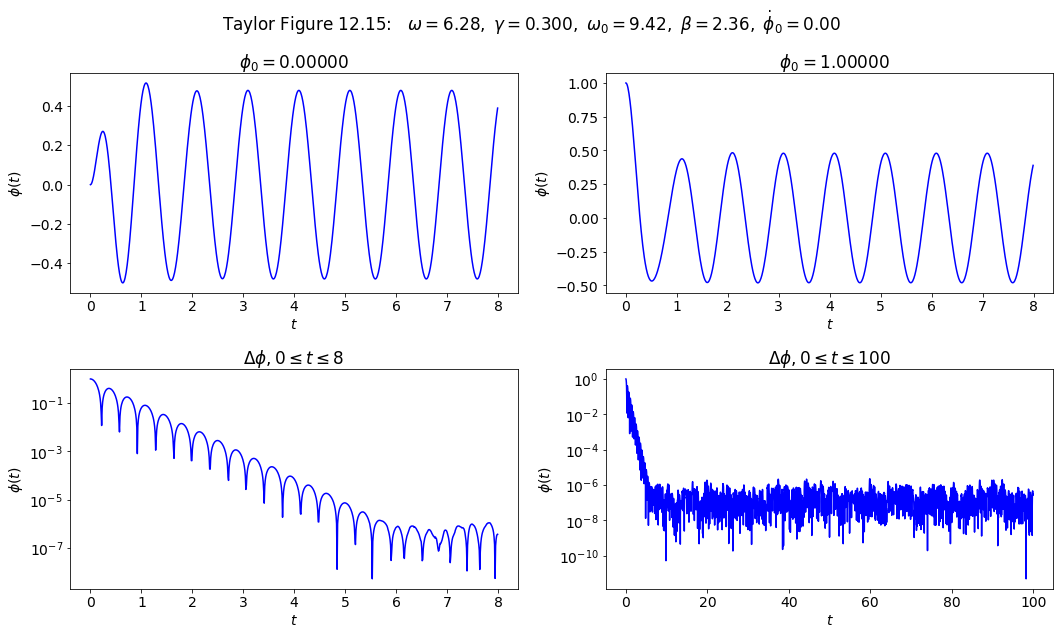 Taylor Figure 12.15: ω = 6.28, γ = 0.300, ω₀ = 9.42, β = 2.36, ϕ̇₀ = 0.00
ϕ₀ = 0.00000
ϕ(t)
0.4
0.2
0.0
−0.2
−0.4
0 1 2 3 4 5 6 7 8
t
ϕ₀ = 1.00000
ϕ(t)
1.00
0.75
0.50
0.25
0.00
−0.25
−0.50
0 1 2 3 4 5 6 7 8
t
Δϕ, 0 ≤ t ≤ 8
ϕ(t)
10⁻¹
10⁻³
10⁻⁵
10⁻⁷
0 1 2 3 4 5 6 7 8
t
Δϕ, 0 ≤ t ≤ 100
ϕ(t)
10⁰
10⁻²
10⁻⁴
10⁻⁶
10⁻⁸
10⁻¹⁰
0 20 40 60 80 100
t